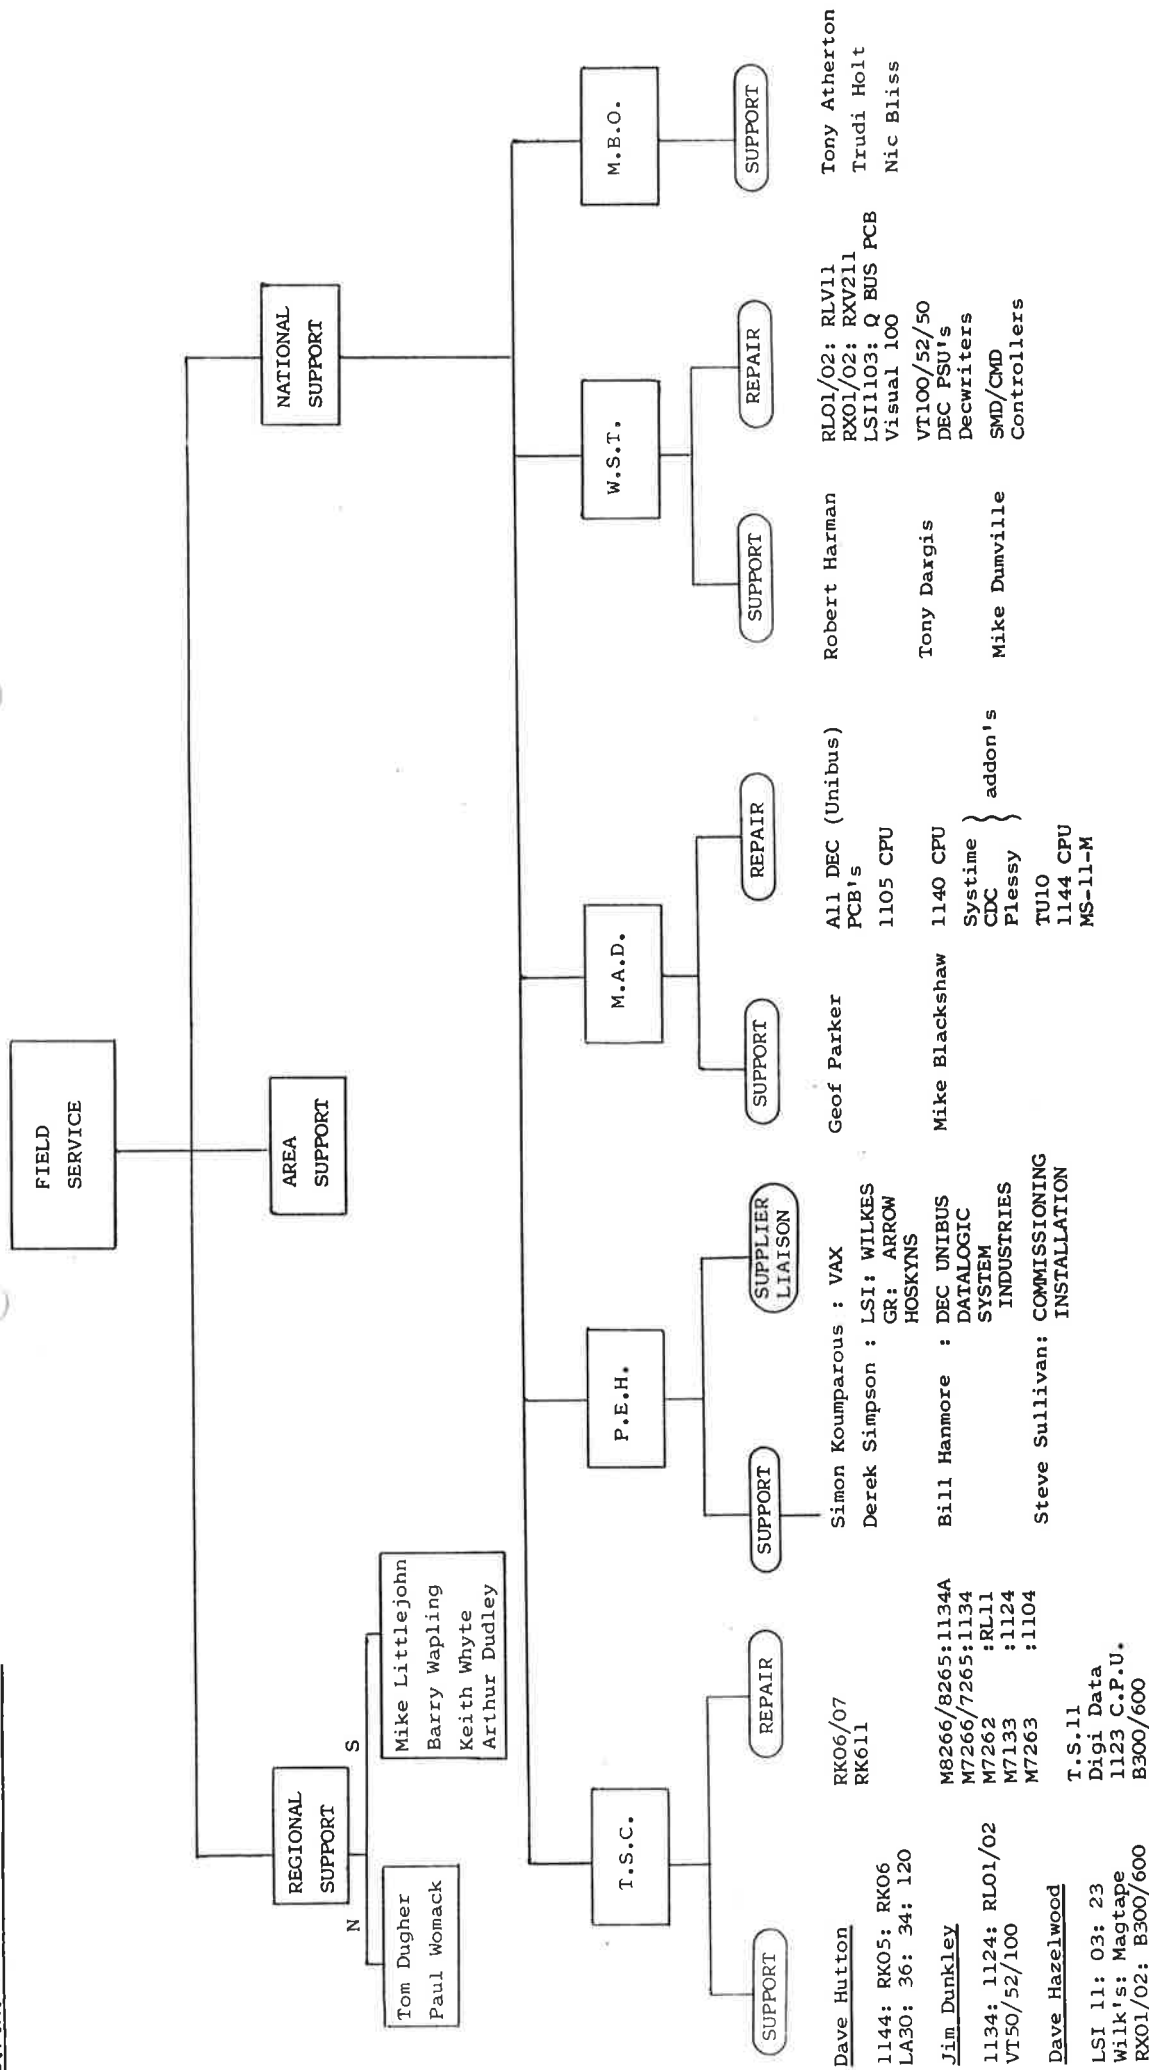 FIELD
SERVICE
REGIONAL
SUPPORT
AREA
SUPPORT
NATIONAL
SUPPORT
N
S
Tom Dugher
Paul Womack
Mike Littlejohn
Barry Wapling
Keith Whyte
Arthur Dudley
T.S.C.
P.E.H.
M.A.D.
W.S.T.
M.B.O.
SUPPORT
REPAIR
SUPPORT
SUPPLIER
LIAISON
SUPPORT
REPAIR
SUPPORT
REPAIR
SUPPORT
Dave Hutton
1144: RK05: RK06
LA30: 36: 34: 120
Jim Dunkley
1134: 1124: RL01/02
VT50/52/100
Dave Hazelwood
LSI 11: 03: 23
Wilk's: Magtape
RX01/02: B300/600
RK06/07
RK611
M8266/8265:1134A
M7266/7265:1134
M7262 :RL11
M7133 :1124
M7263 :1104
T.S.11
Digi Data
1123 C.P.U.
B300/600
Simon Koumparous : VAX
Derek Simpson : LSI: WILKES
GR: ARROW
HOSKYNS
Bill Hanmore : DEC UNIBUS
DATALOGIC
SYSTEM
INDUSTRIES
Steve Sullivan: COMMISSIONING
INSTALLATION
Geof Parker
Mike Blackshaw
All DEC (Unibus)
PCB's
1105 CPU
1140 CPU
Systime
CDC } addon's
Plessy
TU10
1144 CPU
MS-11-M
Robert Harman
Tony Dargis
Mike Dumville
RL01/02: RLV11
RX01/02: RXV211
LSI1103: Q BUS PCB
Visual 100
VT100/52/50
DEC PSU's
Decwriters
SMD/CMD
Controllers
Tony Atherton
Trudi Holt
Nic Bliss